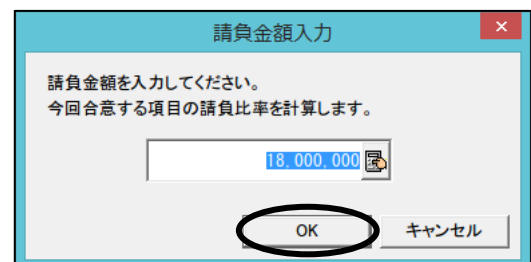 請負金額入力
請負金額を入力してください。
今回合意する項目の請負比率を計算します。
18,000,000
OK
キャンセル